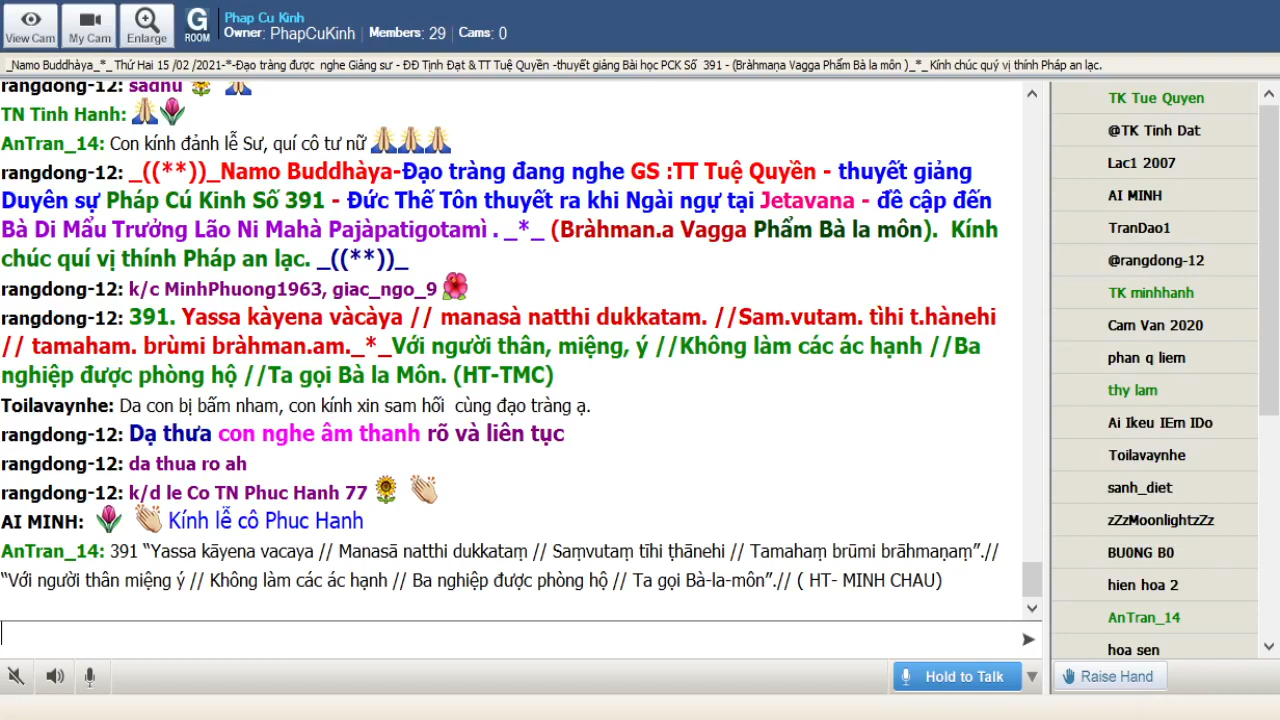 View Cam
My Cam
Enlarge
G
ROOM
Phap Cu Kinh
Owner: PhapCuKinh | Members: 29 | Cams: 0
_Namo Buddhàya_*_ Thứ Hai 15 /02 /2021-*-Đạo tràng được nghe Giảng sư - ĐĐ Tịnh Đạt & TT Tuệ Quyền -thuyết giảng Bài học PCK Số 391 - (Bràhmaṇa Vagga Phẩm Bà la môn )_*_ Kính chúc quý vị thính Pháp an lạc.
rangdong-12: sadhu
TN Tinh Hanh:
AnTran_14: Con kính đảnh lễ Sư, quí cô tư nữ
rangdong-12: _((**))_Namo Buddhàya-Đạo tràng đang nghe GS :TT Tuệ Quyền - thuyết giảng
Duyên sự Pháp Cú Kinh Số 391 - Đức Thế Tôn thuyết ra khi Ngài ngự tại Jetavana - đề cập đến
Bà Di Mẩu Trưởng Lão Ni Mahà Pajàpatigotamì . _*_ (Bràhman.a Vagga Phẩm Bà la môn). Kính
chúc quí vị thính Pháp an lạc. _((**))_
rangdong-12: k/c MinhPhuong1963, giac_ngo_9
rangdong-12: 391. Yassa kàyena vàcàya // manasà natthi dukkatam. //Sam.vutam. tìhi t.hànehi
// tamaham. brùmi bràhman.am._*_Với người thân, miệng, ý //Không làm các ác hạnh //Ba
nghiệp được phòng hộ //Ta gọi Bà la Môn. (HT-TMC)
Toilavaynhe: Da con bị bấm nham, con kính xin sam hối cùng đạo tràng ạ.
rangdong-12: Dạ thưa con nghe âm thanh rõ và liên tục
rangdong-12: da thua ro ah
rangdong-12: k/d le Co TN Phuc Hanh 77
AI MINH: Kính lễ cô Phuc Hanh
AnTran_14: 391 “Yassa kāyena vacaya // Manasā natthi dukkataṃ // Saṃvutaṃ tīhi ṭhānehi // Tamahaṃ brūmi brāhmaṇaṃ”.//
“Với người thân miệng ý // Không làm các ác hạnh // Ba nghiệp được phòng hộ // Ta gọi Bà-la-môn”.// ( HT- MINH CHAU)
Hold to Talk
TK Tue Quyen
@TK Tinh Dat
Lac1 2007
AI MINH
TranDao1
@rangdong-12
TK minhhanh
Cam Van 2020
phan q liem
thy lam
Ai Ikeu IEm IDo
Toilavaynhe
sanh_diet
zZzMoonlightzZz
BU0NG B0
hien hoa 2
AnTran_14
hoa sen
Raise Hand